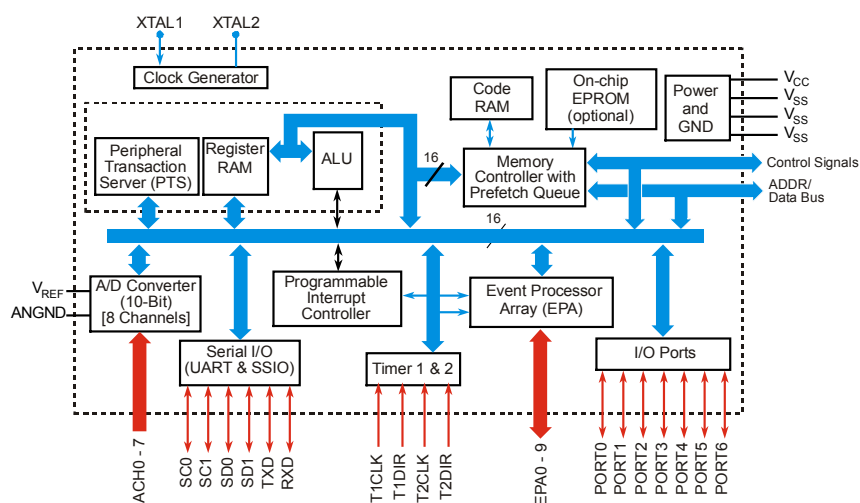 XTAL1
XTAL2
Clock Generator
Code
RAM
On-chip
EPROM
(optional)
Power
and
GND
VCC
VSS
VSS
VSS
Peripheral
Transaction
Server (PTS)
Register
RAM
ALU
16
Memory
Controller with
Prefetch Queue
Control Signals
ADDR/
Data Bus
16
VREF
ANGND
A/D Converter
(10-Bit)
[8 Channels]
Programmable
Interrupt
Controller
Event Processor
Array (EPA)
Serial I/O
(UART & SSIO)
Timer 1 & 2
I/O Ports
ACH0 - 7
SC0
SC1
SD0
SD1
TXD
RXD
T1CLK
T1DIR
T2CLK
T2DIR
EPA0 - 9
PORT0
PORT1
PORT2
PORT3
PORT4
PORT5
PORT6